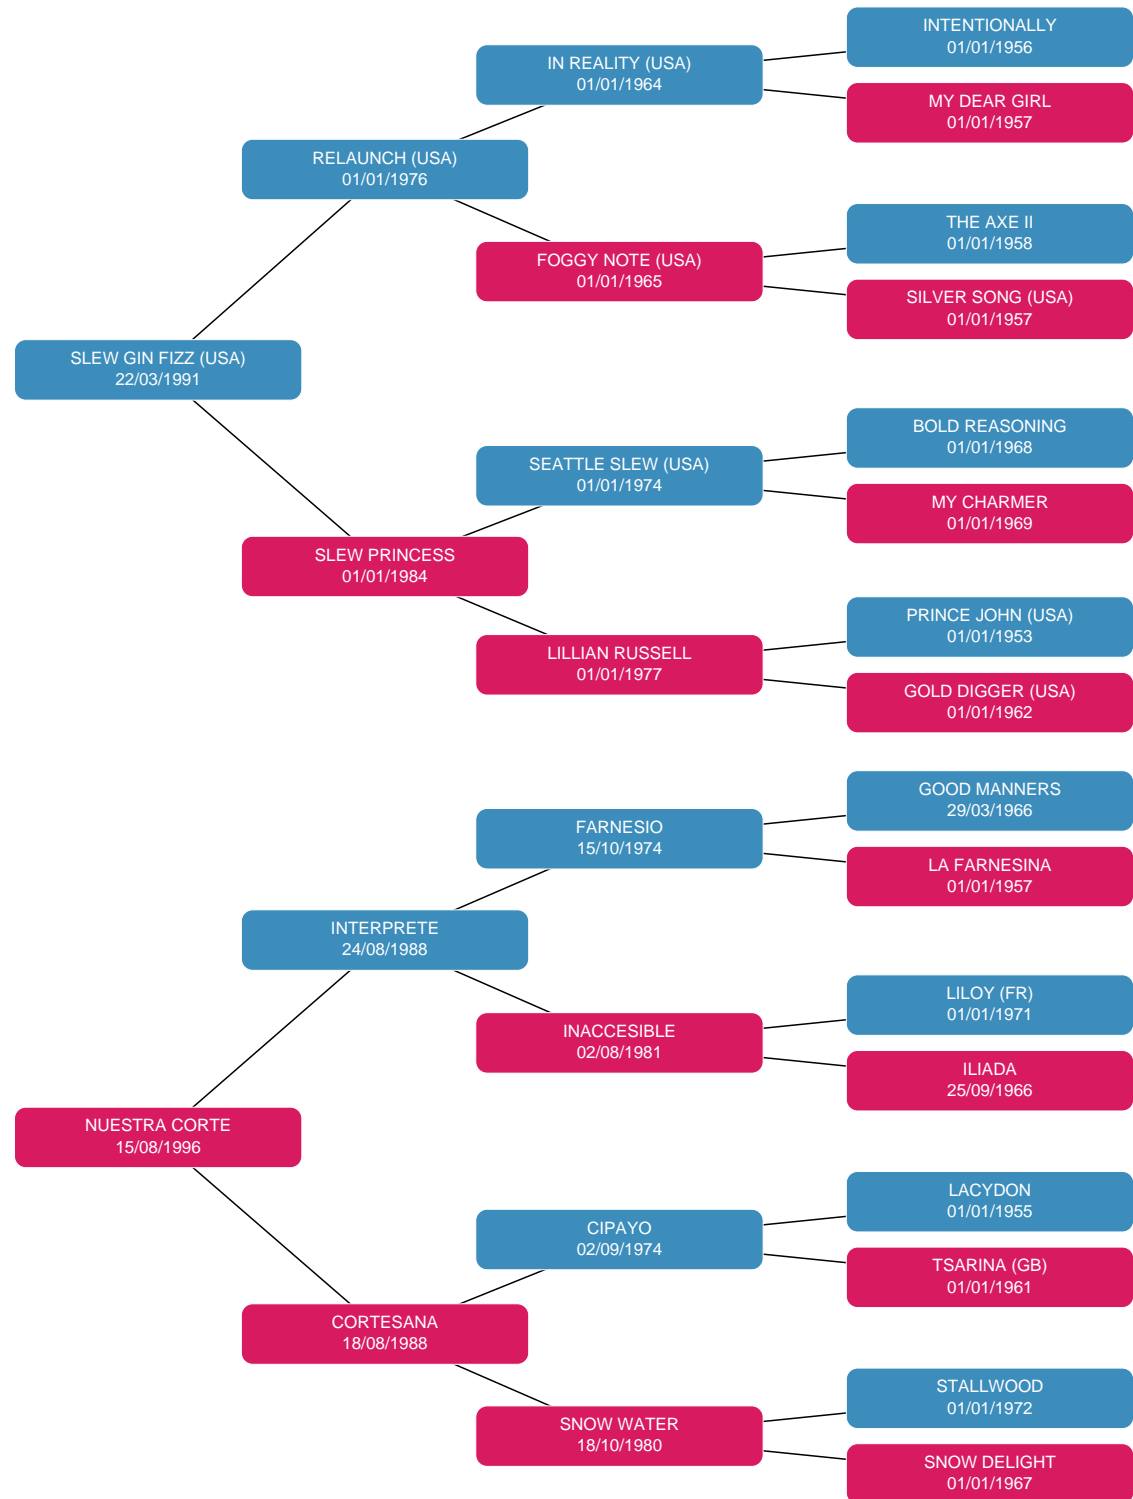 INTENTIONALLY
01/01/1956
IN REALITY (USA)
01/01/1964
MY DEAR GIRL
01/01/1957
RELAUNCH (USA)
01/01/1976
THE AXE II
01/01/1958
FOGGY NOTE (USA)
01/01/1965
SILVER SONG (USA)
01/01/1957
SLEW GIN FIZZ (USA)
22/03/1991
BOLD REASONING
01/01/1968
SEATTLE SLEW (USA)
01/01/1974
MY CHARMER
01/01/1969
SLEW PRINCESS
01/01/1984
PRINCE JOHN (USA)
01/01/1953
LILLIAN RUSSELL
01/01/1977
GOLD DIGGER (USA)
01/01/1962
GOOD MANNERS
29/03/1966
FARNESIO
15/10/1974
LA FARNESINA
01/01/1957
INTERPRETE
24/08/1988
LILOY (FR)
01/01/1971
INACCESIBLE
02/08/1981
ILIADA
25/09/1966
NUESTRA CORTE
15/08/1996
LACYDON
01/01/1955
CIPAYO
02/09/1974
TSARINA (GB)
01/01/1961
CORTESANA
18/08/1988
STALLWOOD
01/01/1972
SNOW WATER
18/10/1980
SNOW DELIGHT
01/01/1967